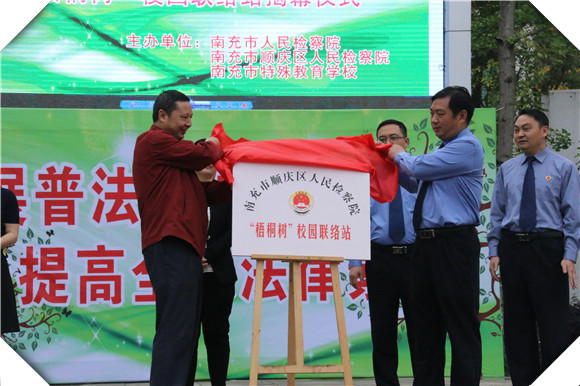 校园联络站揭幕仪式
主办单位：南充市人民检察院
南充市顺庆区人民检察院
南充市特殊教育学校
展普法
提高全 法律
南充市顺庆区人民检察院
“梧桐树”校园联络站